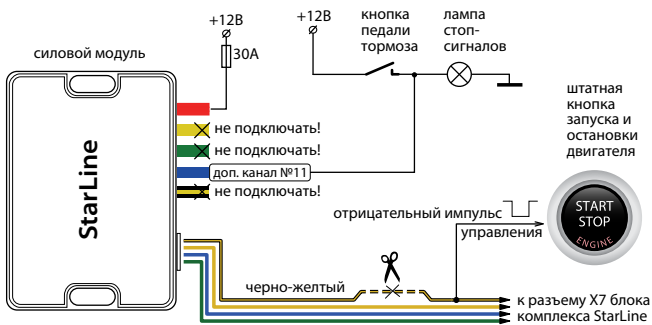 +12В
+12В
кнопка
педали
тормоза
лампа
стоп-
сигналов
силовой модуль
30А
StarLine
не подключать!
не подключать!
доп. канал №11
не подключать!
штатная
кнопка
запуска и
остановки
двигателя
START
STOP
ENGINE
отрицательный импульс
управления
черно-желтый
к разъему X7 блока
комплекса StarLine